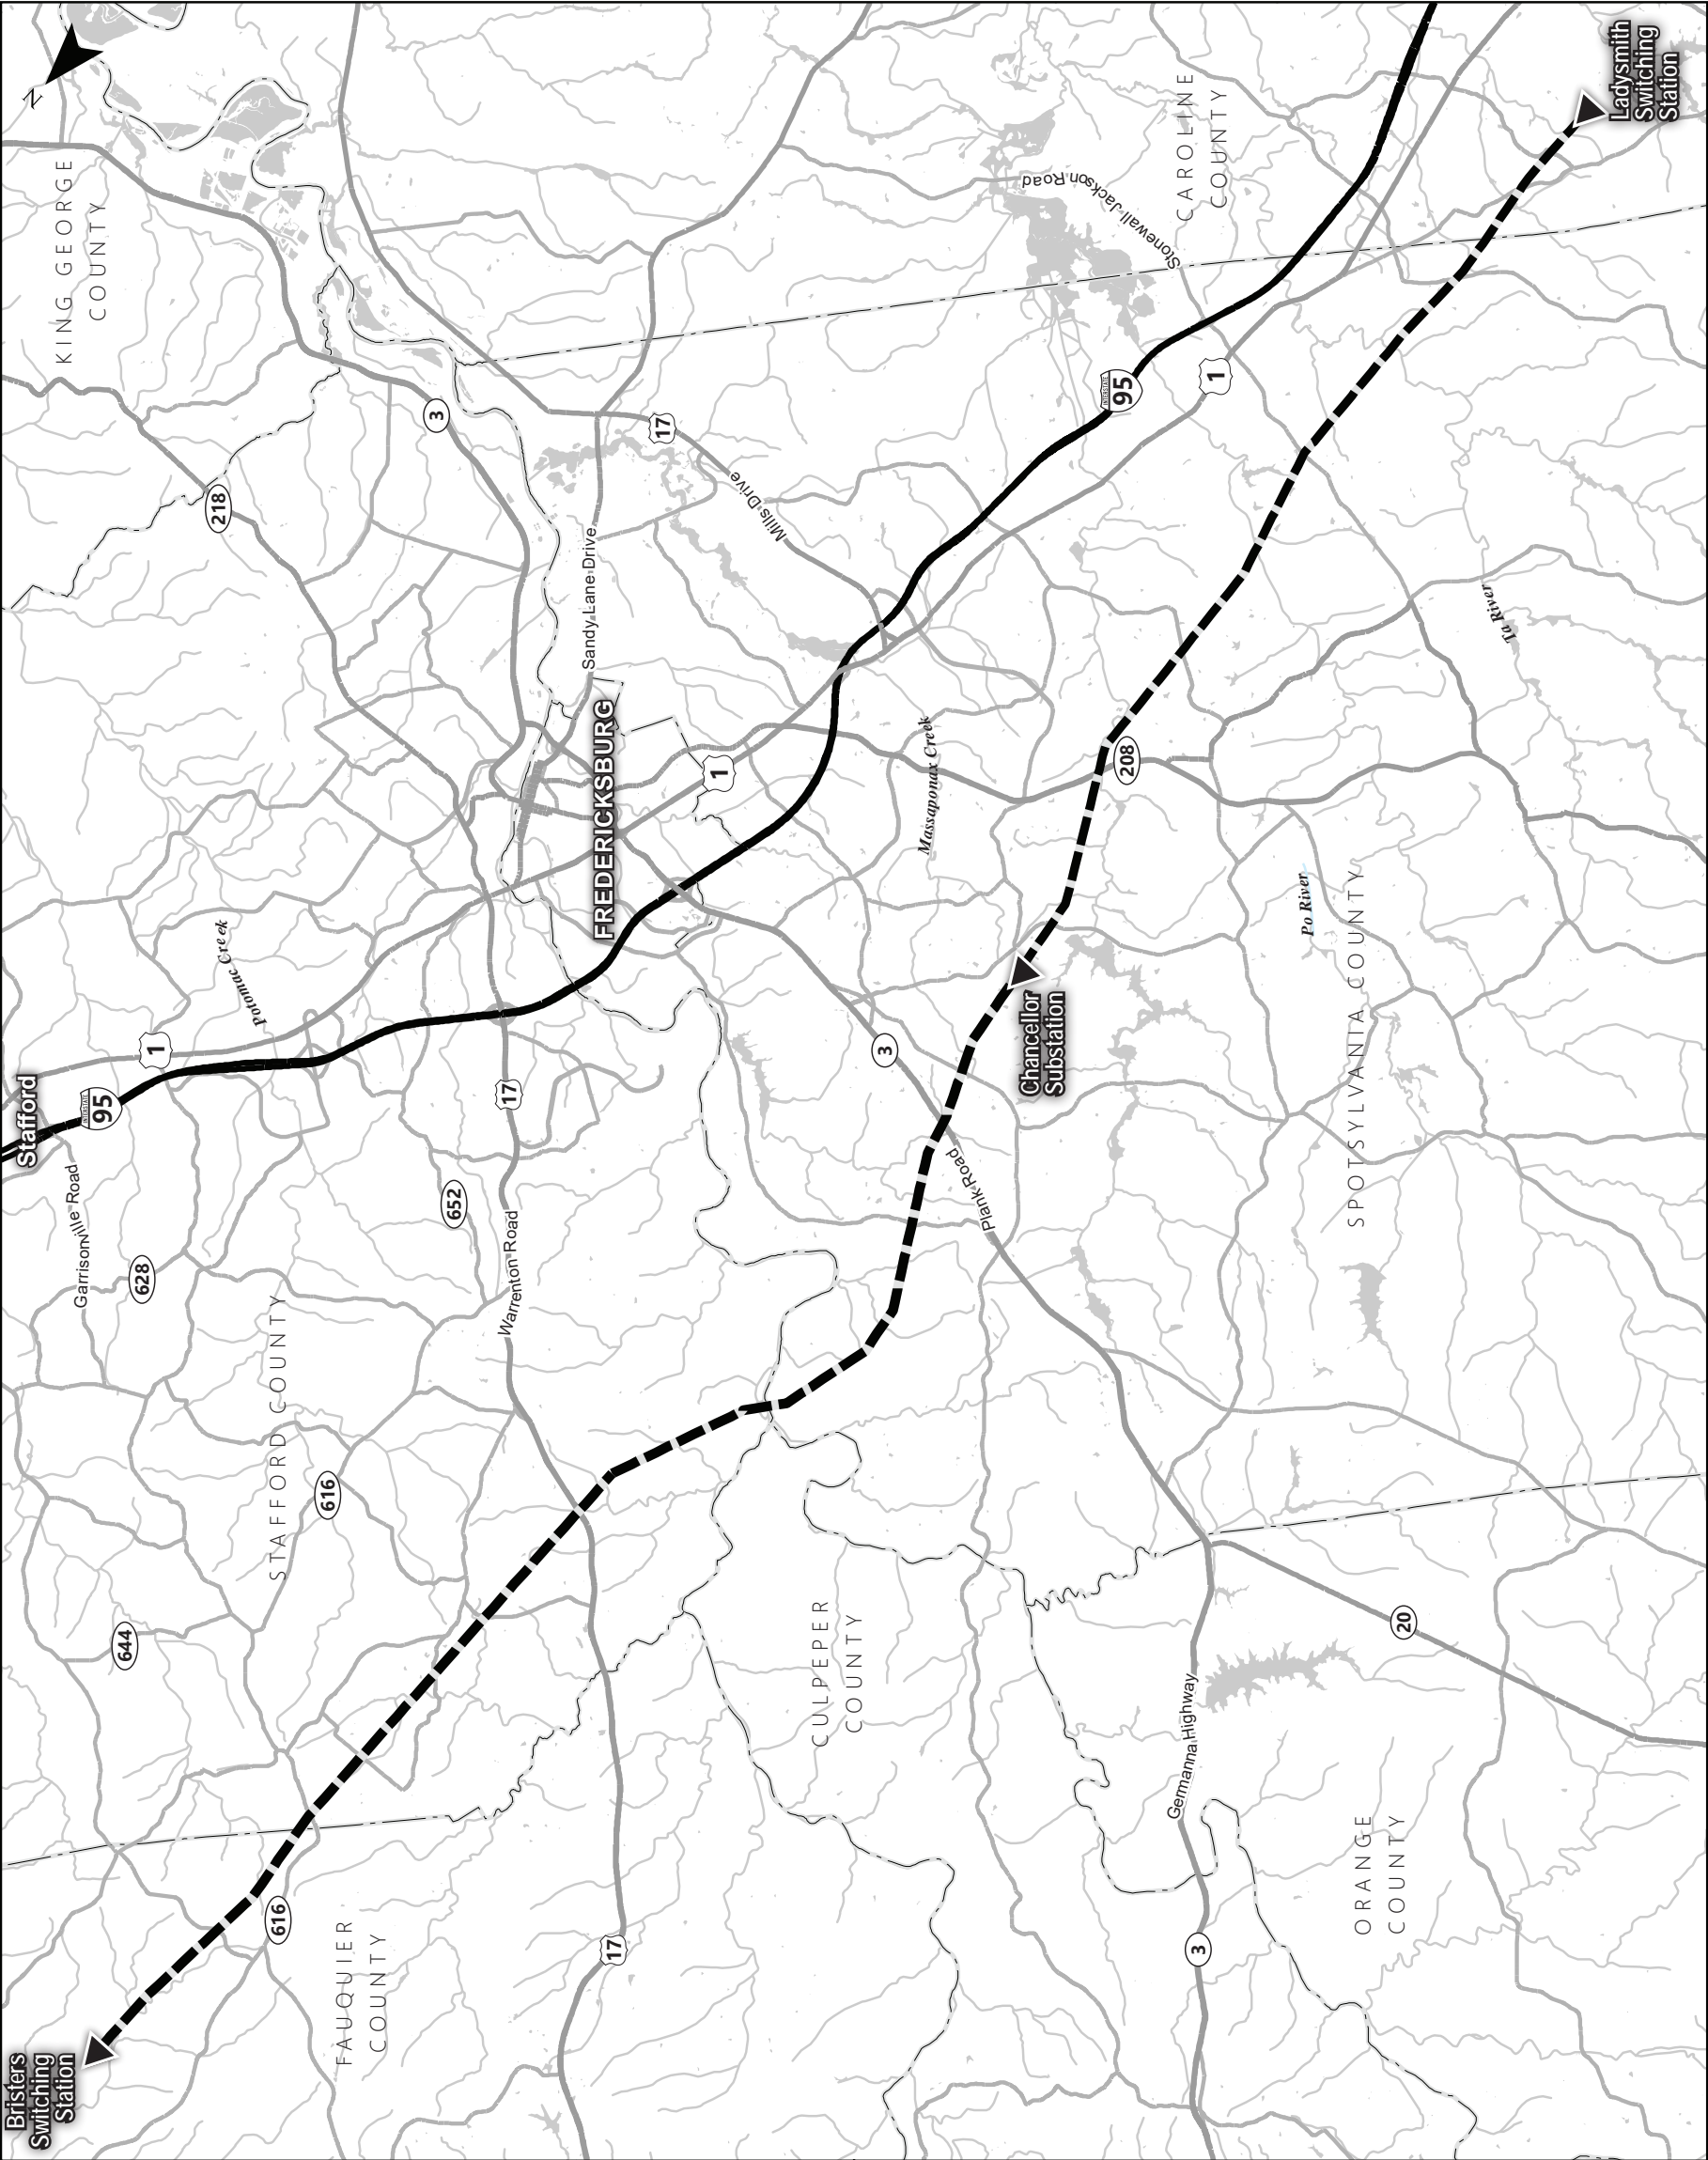 Bristers
Switching
Station
616
FAUQUIER
COUNTY
17
644
616
STAFFORD COUNTY
628
Garrisonville Road
Stafford
INTERSTATE
95
1
Potomac Creek
652
Warrenton Road
17
CULPEPER
COUNTY
Germanna Highway
3
ORANGE
COUNTY
20
Plank Road
3
Chancellor
Substation
SPOTSYLVANIA COUNTY
Po River
Massaponax Creek
208
FREDERICKSBURG
1
Sandy Lane Drive
Mills Drive
17
218
3
KING GEORGE
COUNTY
N
INTERSTATE
95
1
Ta River
Stonewall Jackson Road
CAROLINE
COUNTY
Ladysmith
Switching
Station